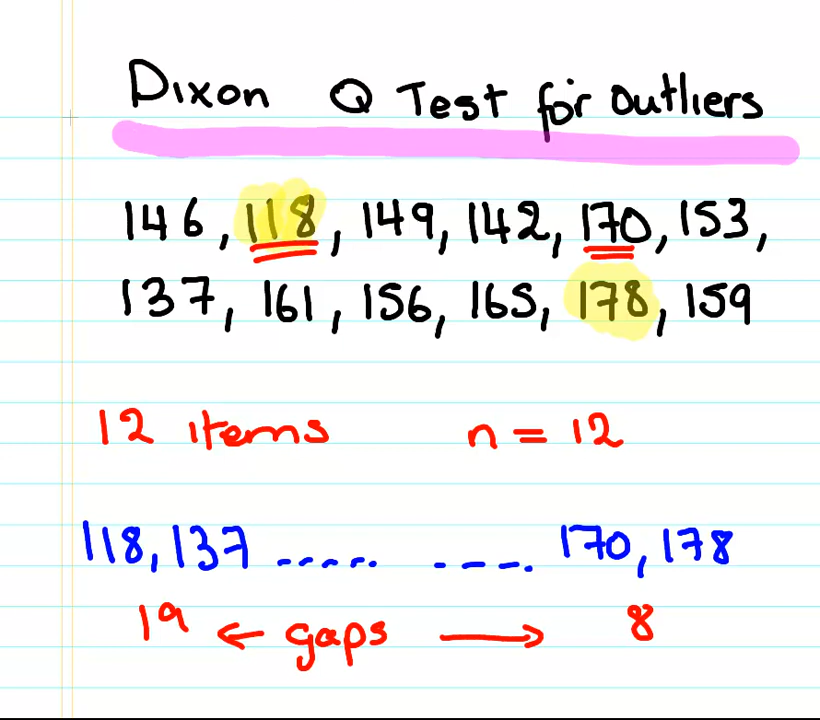 Dixon Q Test for Outliers
146, 118, 149, 142, 170, 153,
137, 161, 156, 165, 178, 159
12 items n = 12
118, 137 ..... ----. 170, 178
19 ← gaps → 8